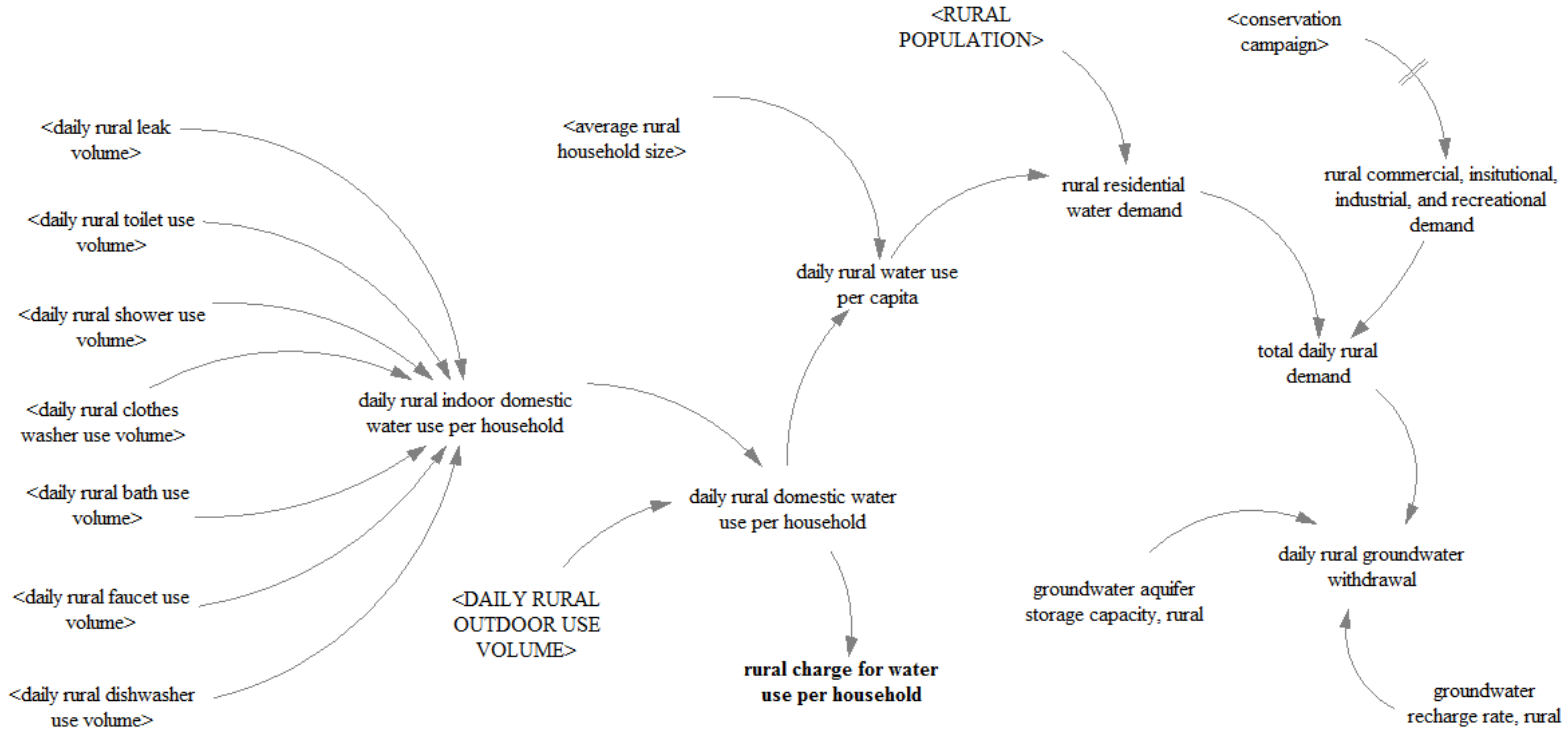 <RURAL
POPULATION>
<conservation
campaign>
<daily rural leak
volume>
<average rural
household size>
rural residential
water demand
rural commercial, insitutional,
industrial, and recreational
demand
<daily rural toilet use
volume>
daily rural water use
per capita
<daily rural shower use
volume>
total daily rural
demand
<daily rural clothes
washer use volume>
daily rural indoor domestic
water use per household
<daily rural bath use
volume>
daily rural domestic water
use per household
daily rural groundwater
withdrawal
<daily rural faucet use
volume>
<DAILY RURAL
OUTDOOR USE
VOLUME>
groundwater aquifer
storage capacity, rural
rural charge for water
use per household
<daily rural dishwasher
use volume>
groundwater
recharge rate, rural